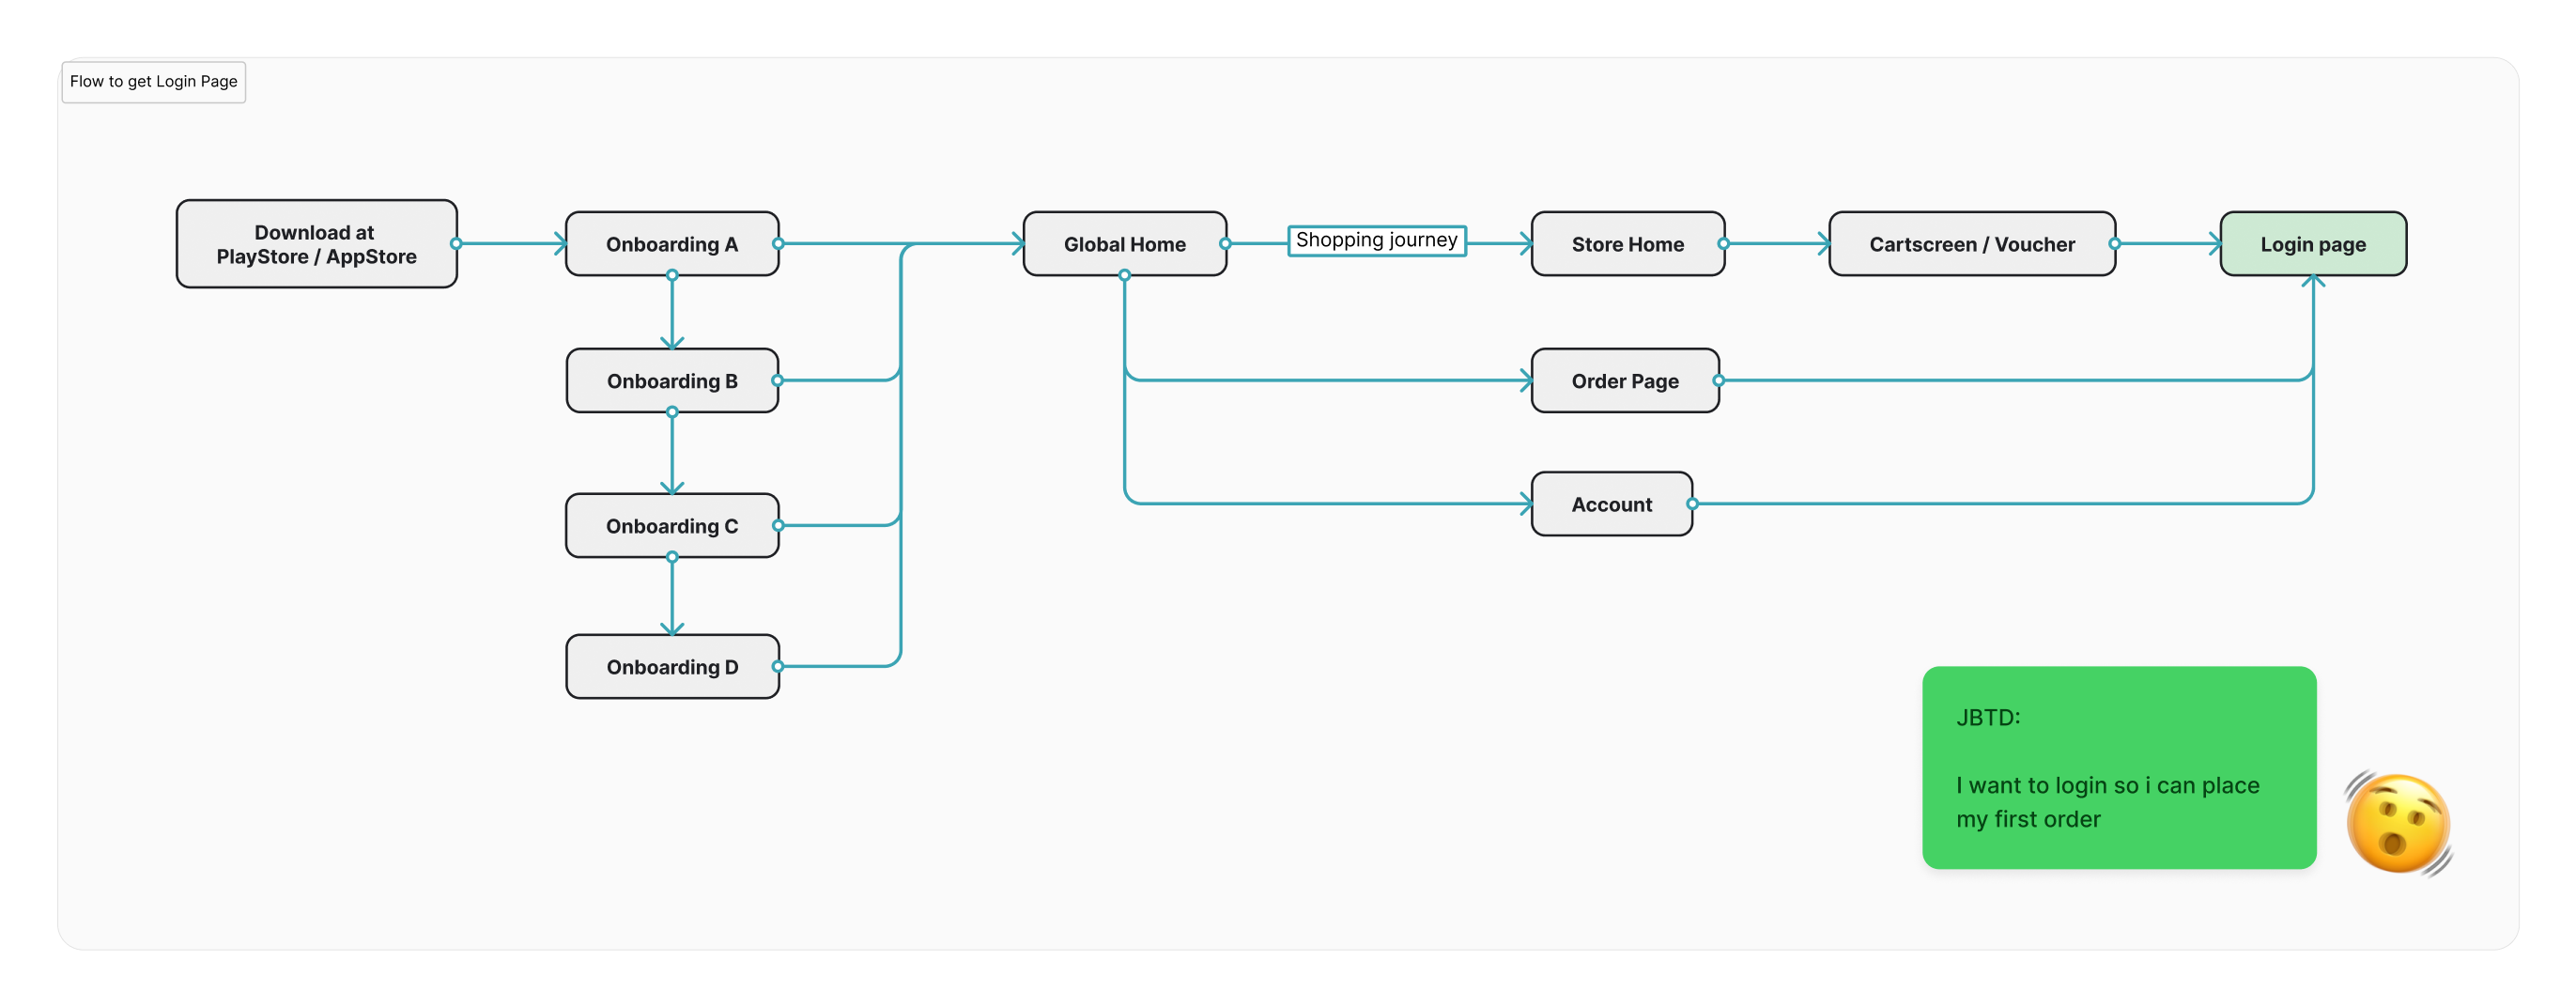 Flow to get Login Page
Download at
PlayStore / AppStore
Onboarding A
Global Home
Shopping journey
Store Home
Cartscreen / Voucher
Login page
Onboarding B
Order Page
Onboarding C
Account
Onboarding D
JBTD:
I want to login so i can place
my first order